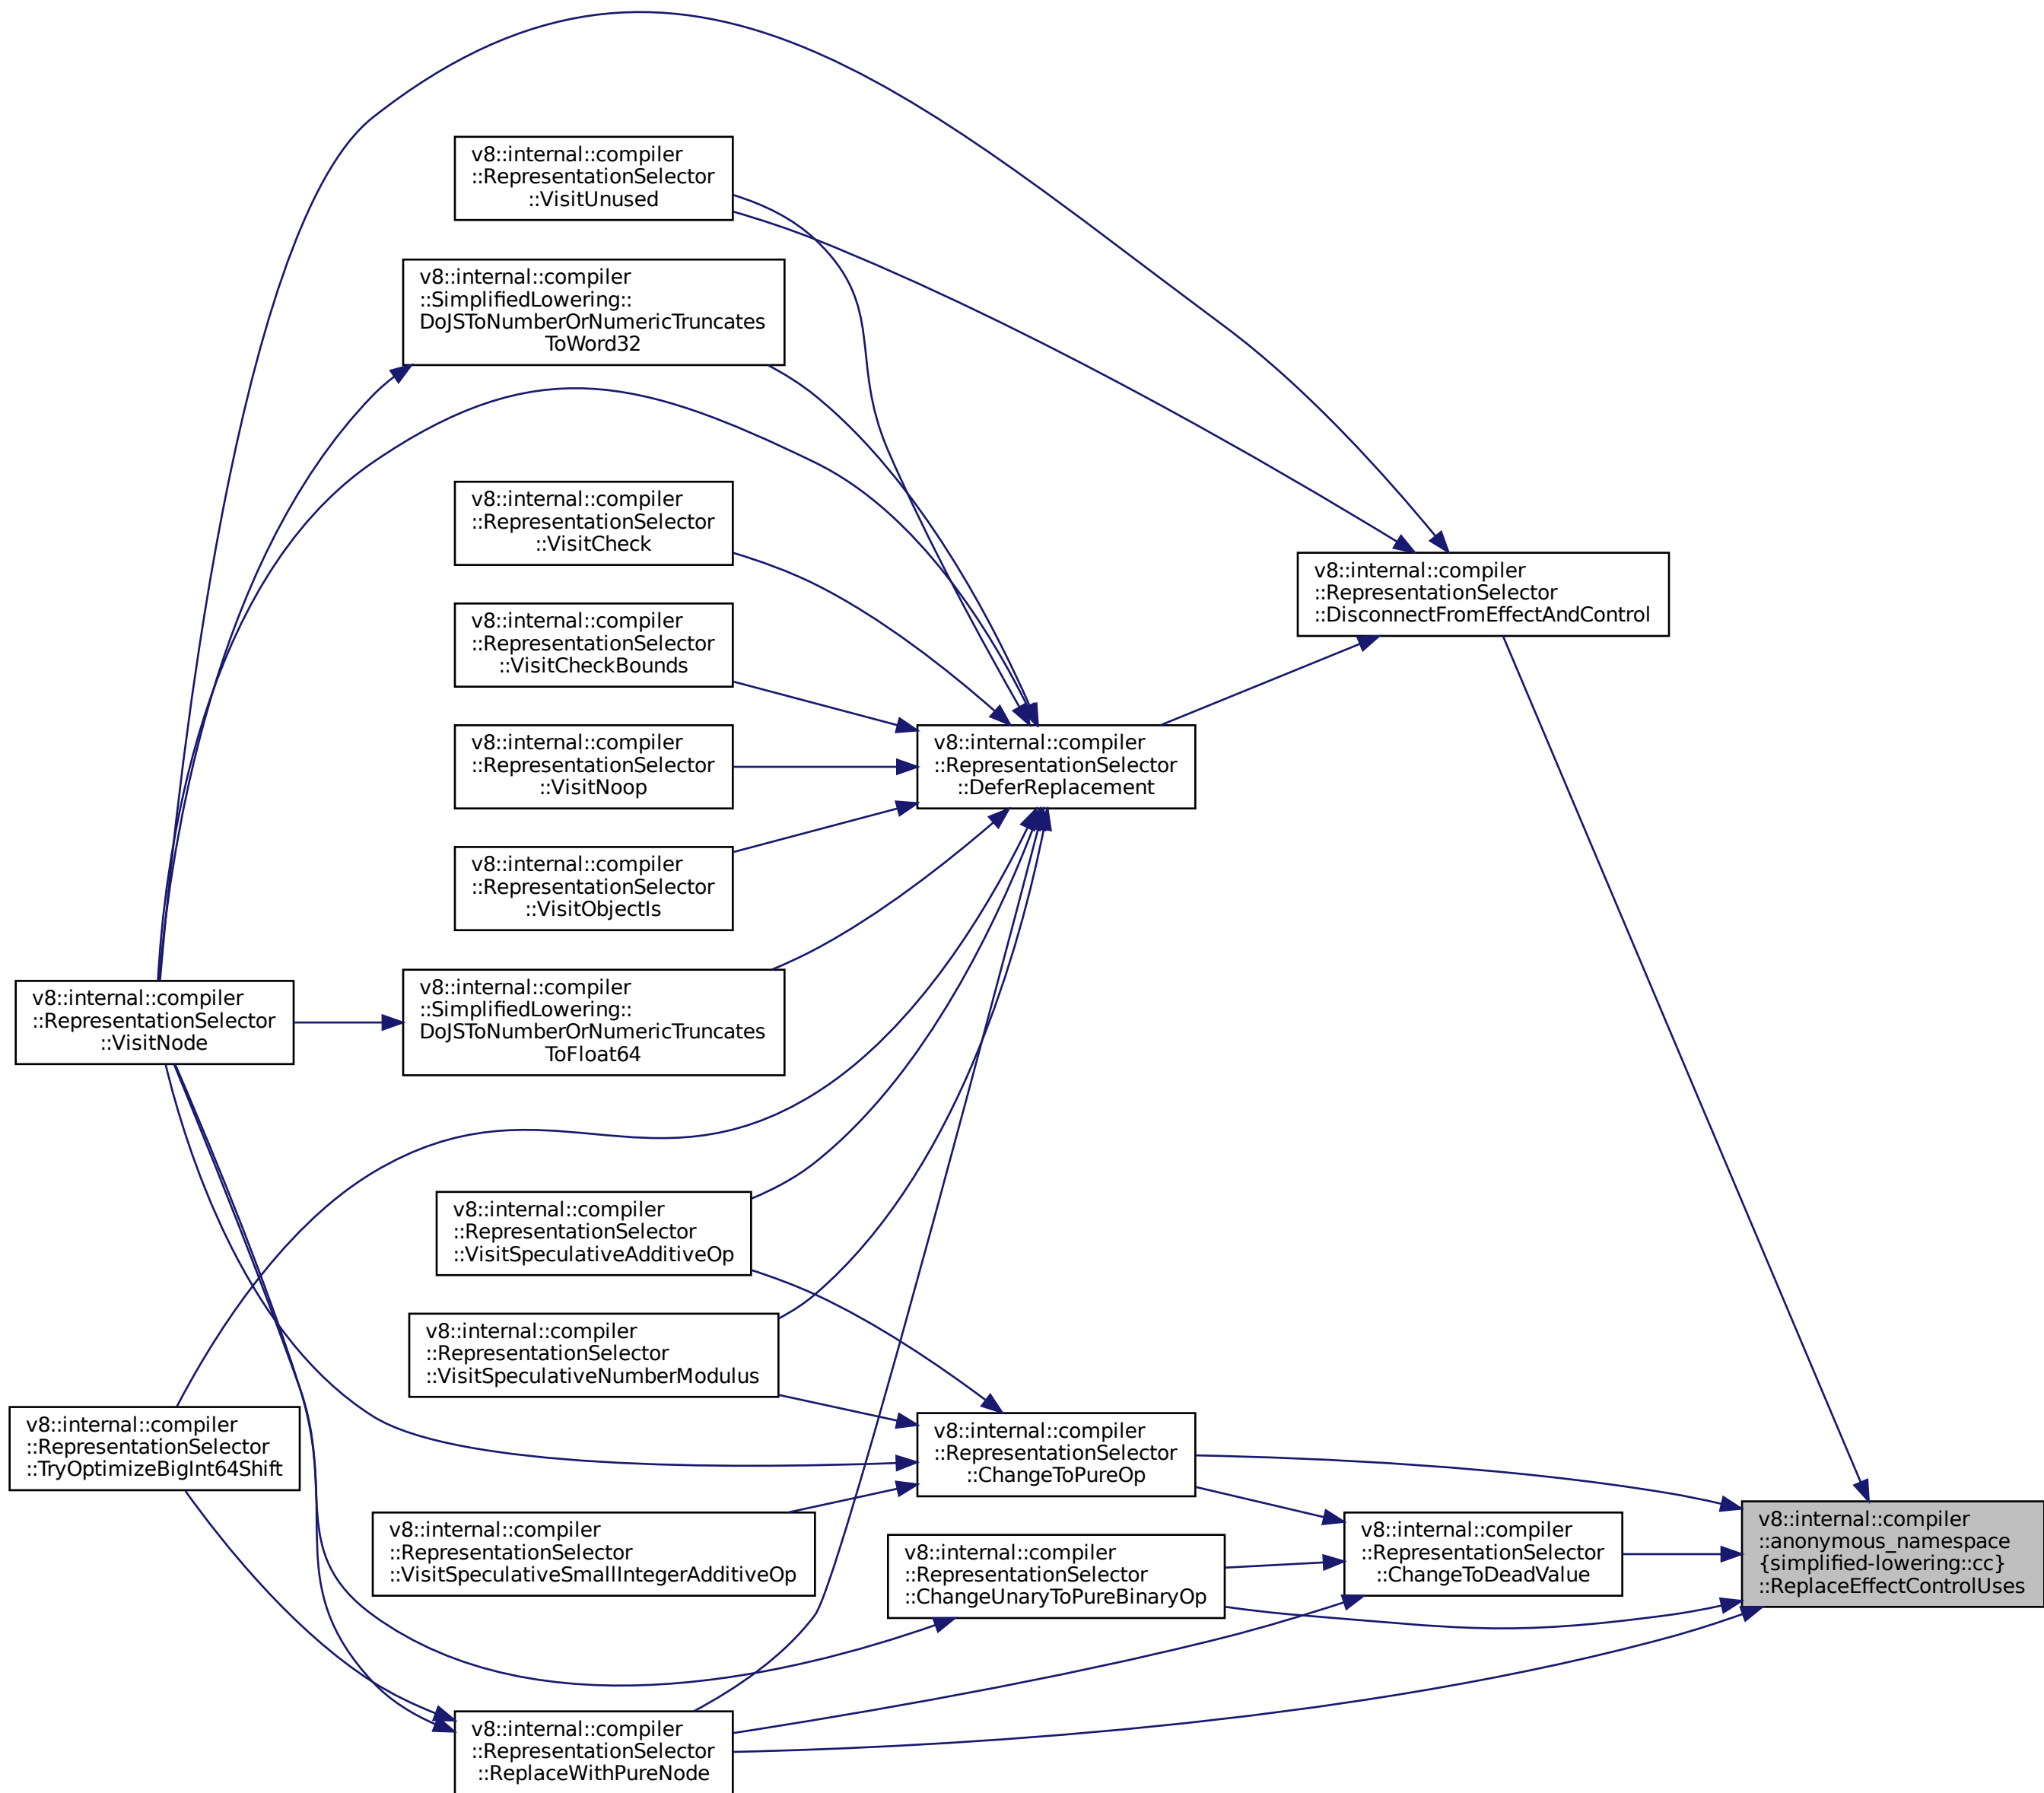 v8::internal::compiler
::RepresentationSelector
::VisitUnused
v8::internal::compiler
::SimplifiedLowering::
DoJSToNumberOrNumericTruncates
ToWord32
v8::internal::compiler
::RepresentationSelector
::VisitCheck
v8::internal::compiler
::RepresentationSelector
::DisconnectFromEffectAndControl
v8::internal::compiler
::RepresentationSelector
::VisitCheckBounds
v8::internal::compiler
::RepresentationSelector
::VisitNoop
v8::internal::compiler
::RepresentationSelector
::DeferReplacement
v8::internal::compiler
::RepresentationSelector
::VisitObjectIs
v8::internal::compiler
::RepresentationSelector
::VisitNode
v8::internal::compiler
::SimplifiedLowering::
DoJSToNumberOrNumericTruncates
ToFloat64
v8::internal::compiler
::RepresentationSelector
::VisitSpeculativeAdditiveOp
v8::internal::compiler
::RepresentationSelector
::VisitSpeculativeNumberModulus
v8::internal::compiler
::RepresentationSelector
::TryOptimizeBigInt64Shift
v8::internal::compiler
::RepresentationSelector
::ChangeToPureOp
v8::internal::compiler
::RepresentationSelector
::VisitSpeculativeSmallIntegerAdditiveOp
v8::internal::compiler
::RepresentationSelector
::ChangeUnaryToPureBinaryOp
v8::internal::compiler
::RepresentationSelector
::ChangeToDeadValue
v8::internal::compiler
::anonymous_namespace
{simplified-lowering::cc}
::ReplaceEffectControlUses
v8::internal::compiler
::RepresentationSelector
::ReplaceWithPureNode